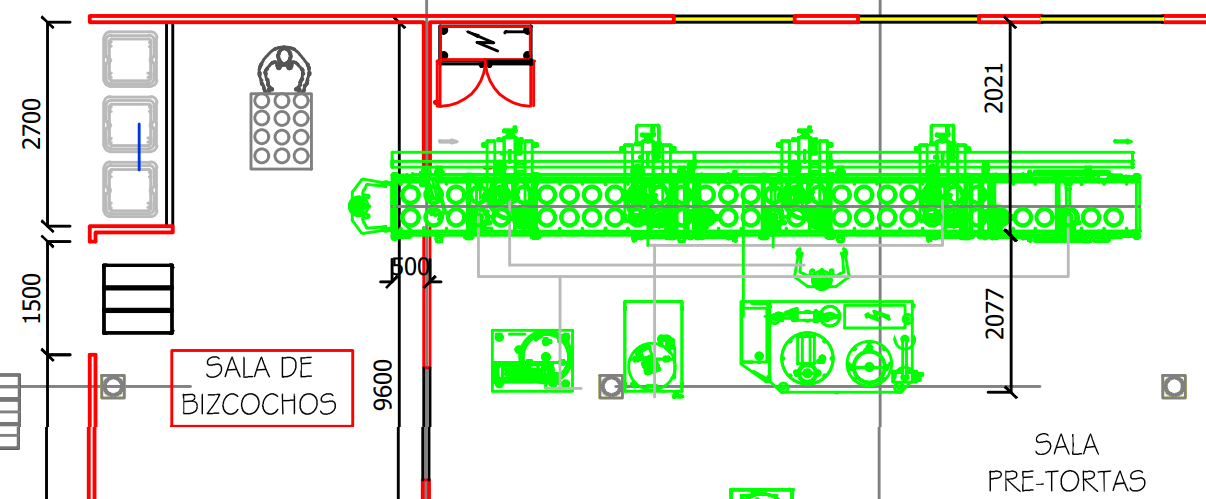 2700
2021
500
1500
2077
9600
SALA DE
BIZCOCHOS
SALA
PRE-TORTAS